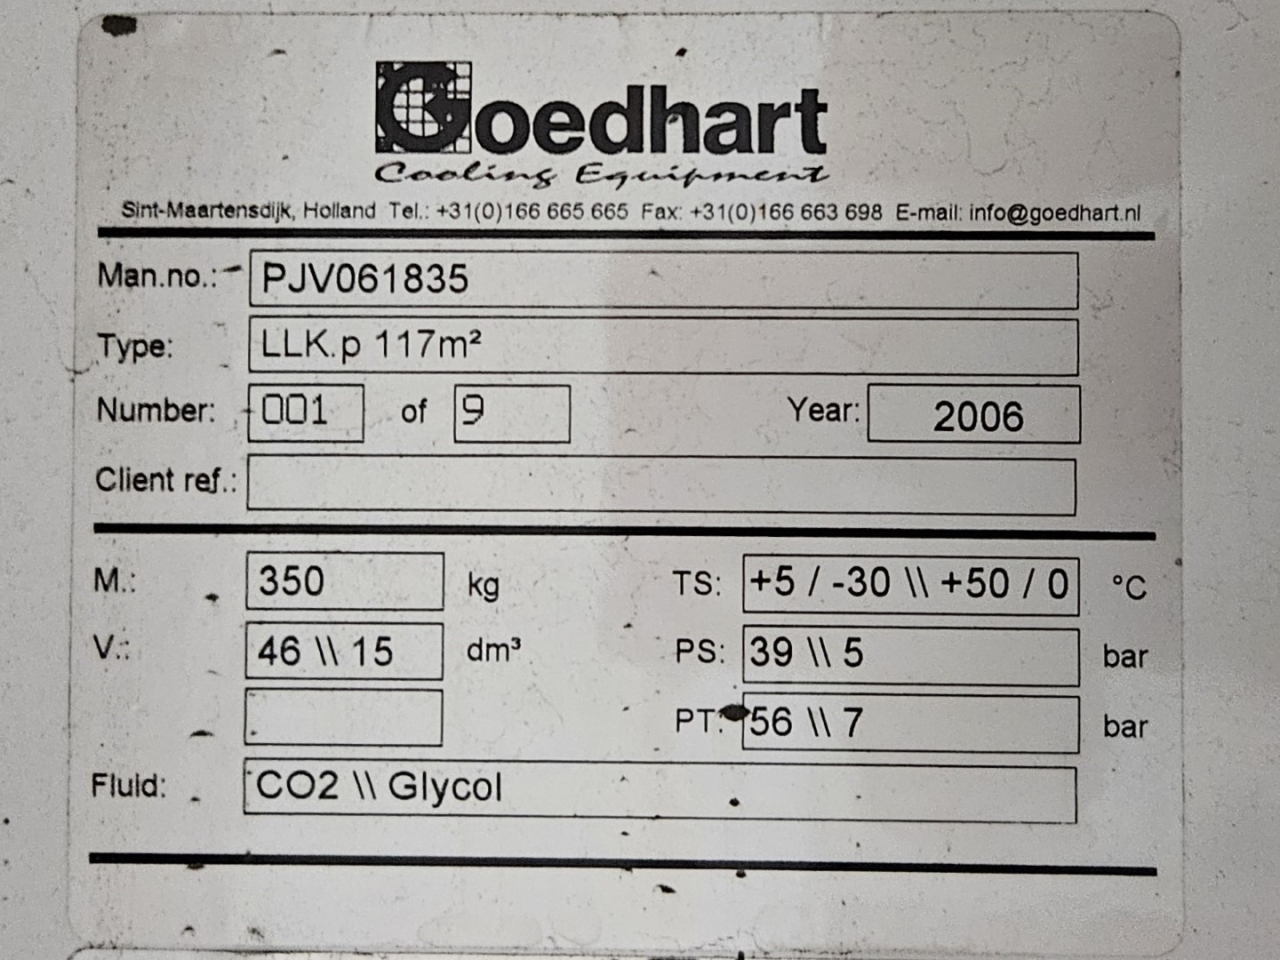 Goedhart
Cooling Equipment
Sint-Maartensdijk, Holland Tel.: +31(0)166 665 665 Fax: +31(0)166 663 698 E-mail: info@goedhart.nl
Man.no.: PJV061835
Type: LLK.p 117m²
Number: 001 of 9 Year: 2006
Client ref.:
M.: 350 kg TS: +5 / -30 \\ +50 / 0 °C
V.: 46 \\ 15 dm³ PS: 39 \\ 5 bar
PT: 56 \\ 7 bar
Fluid: CO2 \\ Glycol